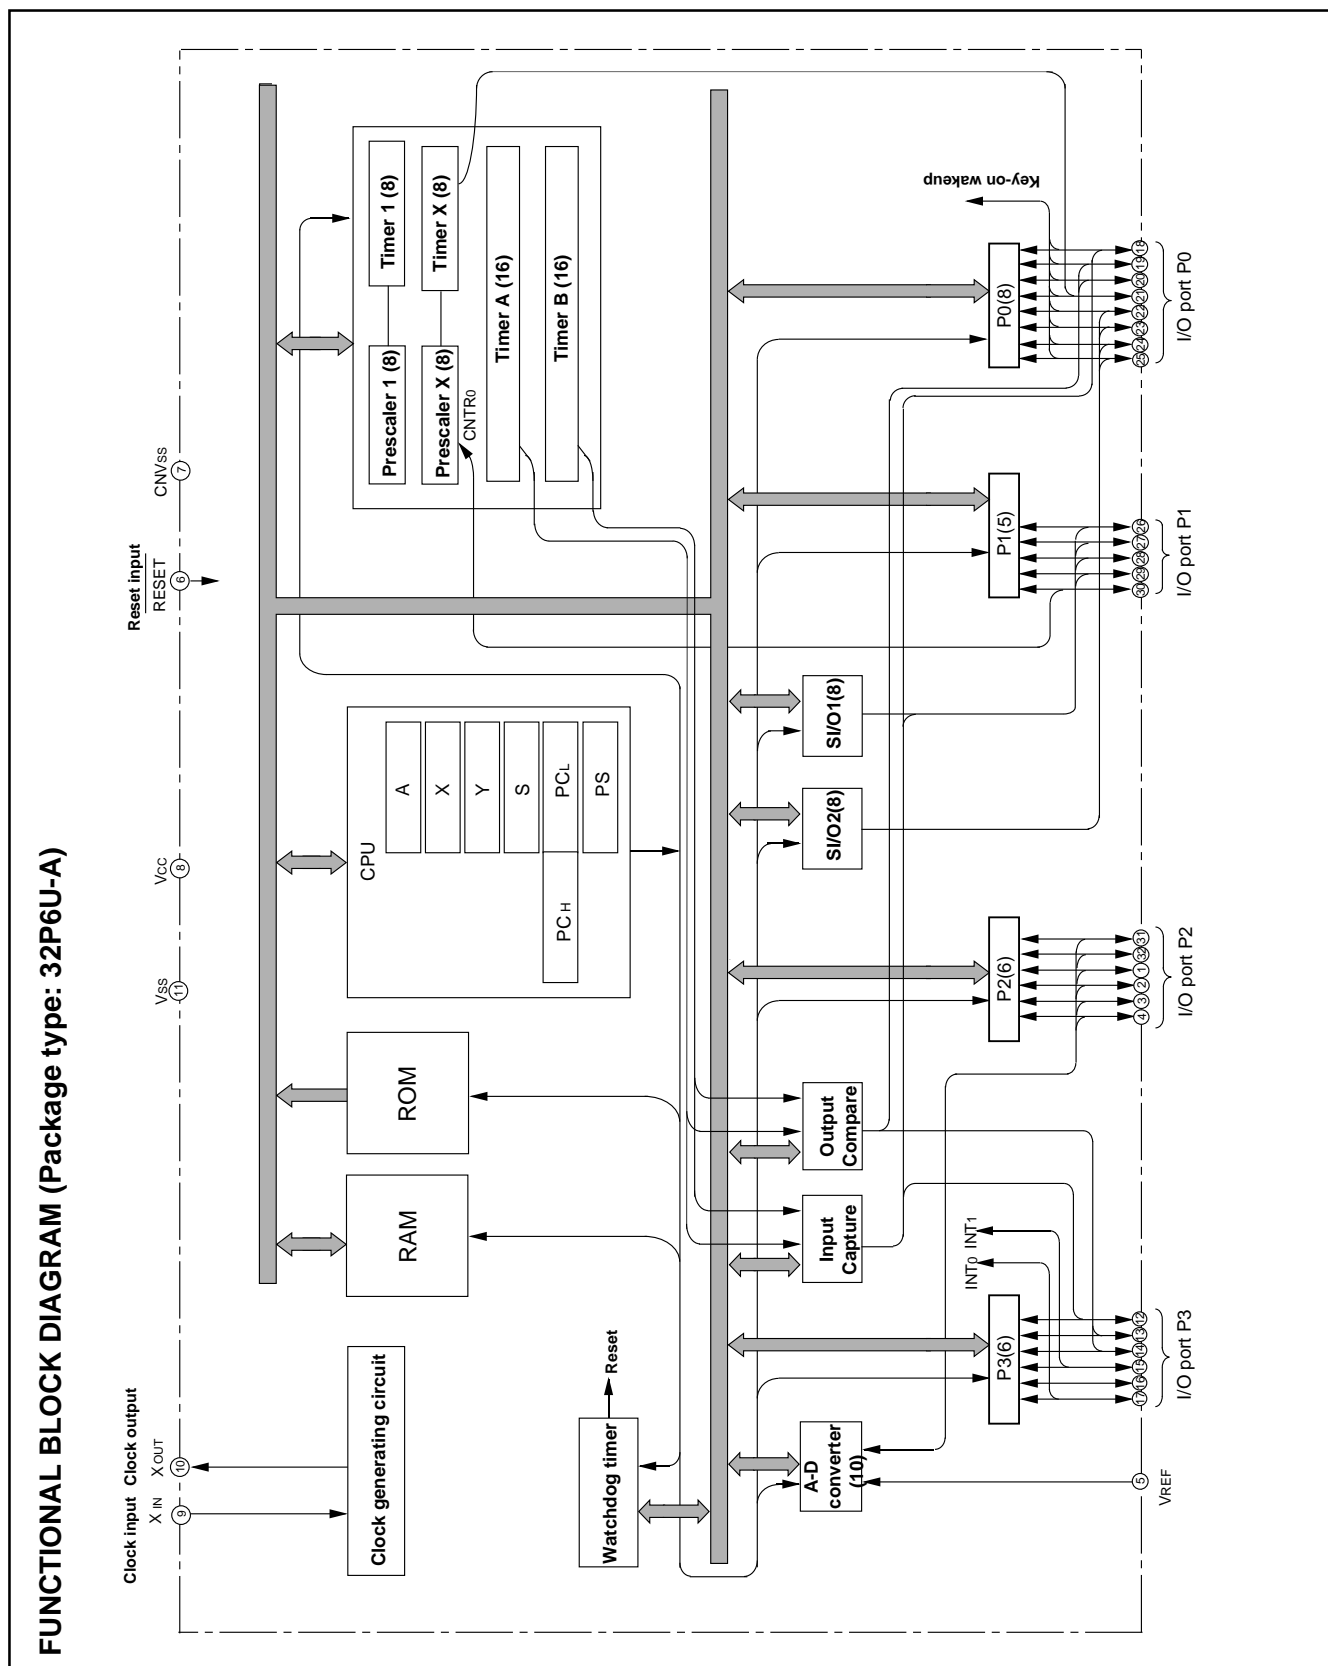 FUNCTIONAL BLOCK DIAGRAM (Package type: 32P6U-A)
Clock input
Clock output
XIN
XOUT
9
10
VSS
11
VCC
8
Reset input
RESET
6
CNVSS
7
Clock generating circuit
RAM
ROM
CPU
A
X
Y
S
PCH
PCL
PS
Prescaler 1 (8)
Timer 1 (8)
Prescaler X (8)
Timer X (8)
CNTR0
Timer A (16)
Timer B (16)
Watchdog timer
Reset
A-D
converter
(10)
Input
Capture
Output
Compare
SI/O2(8)
SI/O1(8)
INT0
INT1
Key-on wakeup
P3(6)
P2(6)
P1(5)
P0(8)
5
17 16 15 14 13 12
4 3 2 1 32 31
30 29 28 27 26
25 24 23 22 21 20 19 18
VREF
I/O port P3
I/O port P2
I/O port P1
I/O port P0